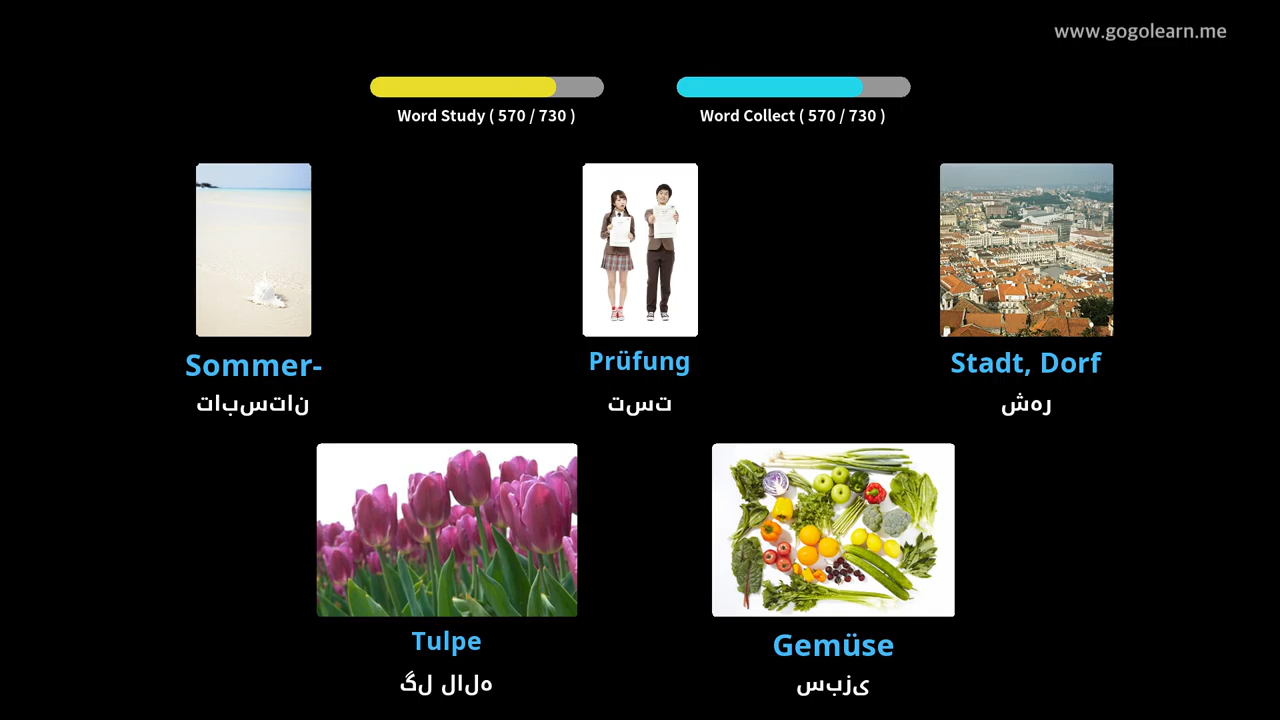 www.gogolearn.me
Word Study ( 570 / 730 )
Word Collect ( 570 / 730 )
Sommer-
تابستان
Prüfung
تست
Stadt, Dorf
شهر
Tulpe
گل لاله
Gemüse
سبزی